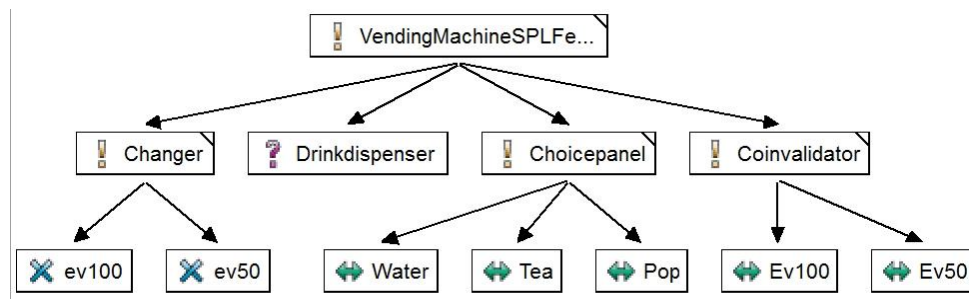 VendingMachineSPLFe...
Changer
Drinkdispenser
Choicepanel
Coinvalidator
ev100
ev50
Water
Tea
Pop
Ev100
Ev50